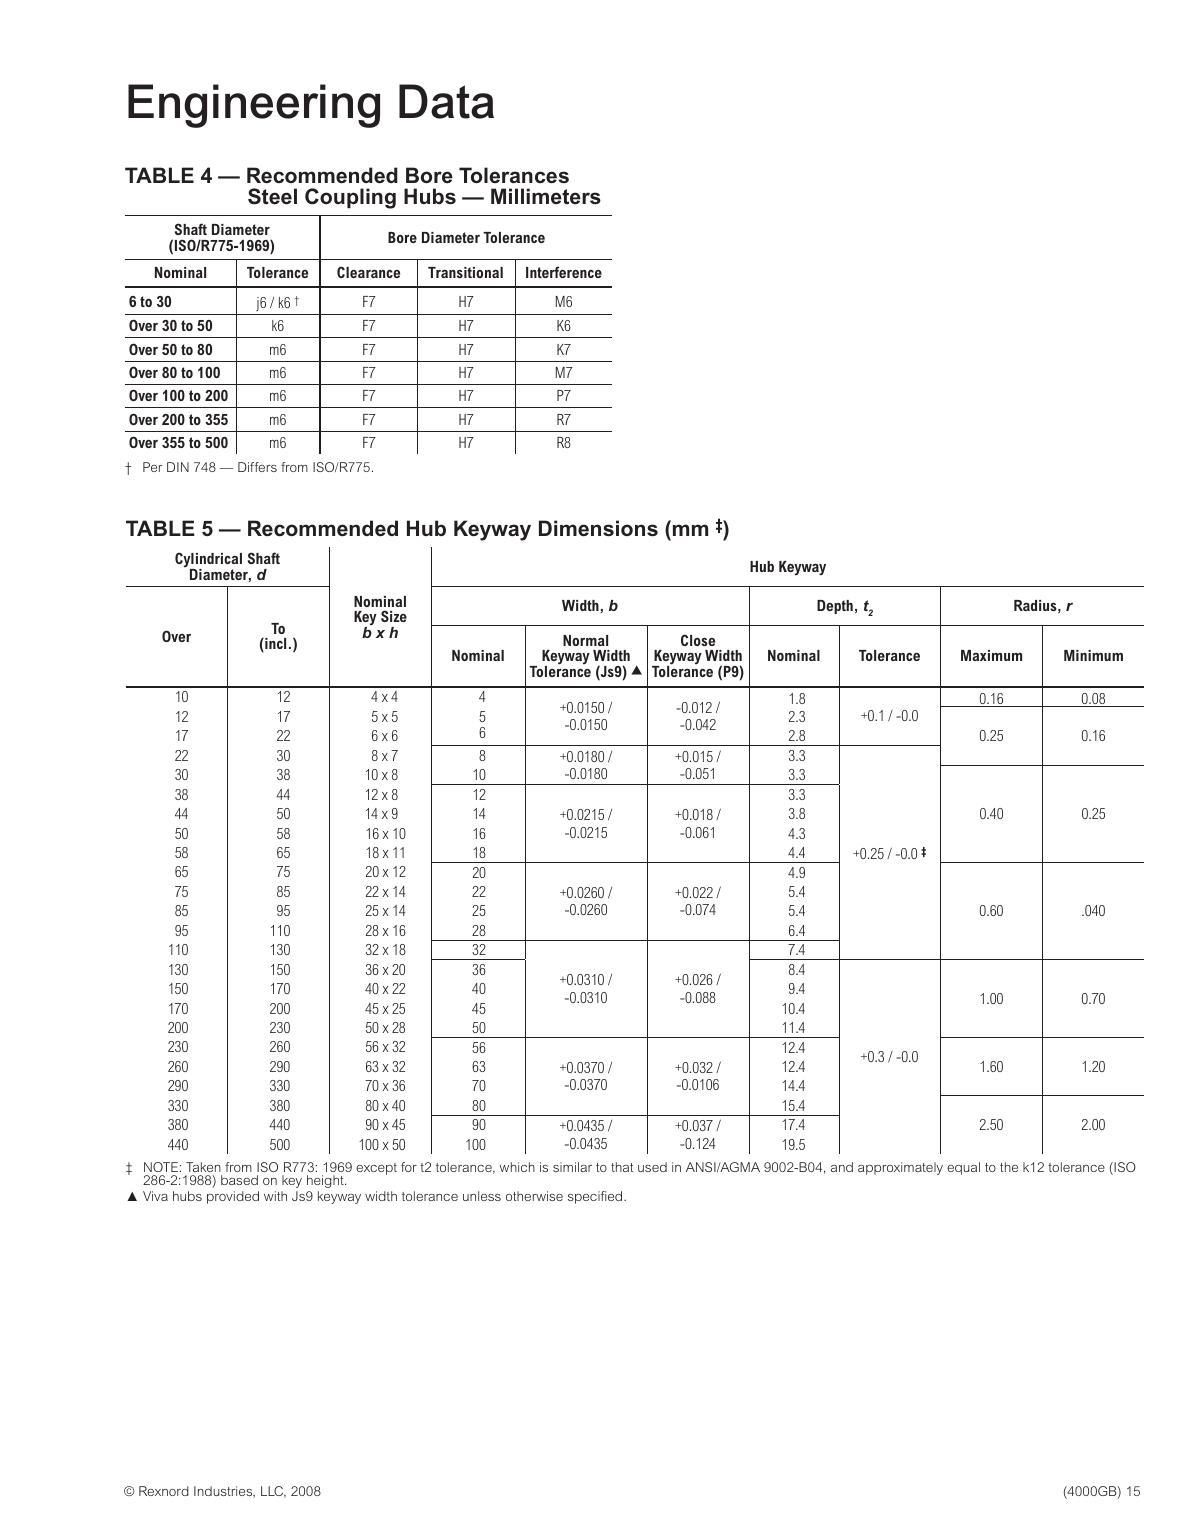 Engineering Data
TABLE 4 — Recommended Bore Tolerances
Steel Coupling Hubs — Millimeters
Shaft Diameter
(ISO/R775-1969)
Bore Diameter Tolerance
Nominal Tolerance Clearance Transitional Interference
6 to 30 j6 / k6 † F7 H7 M6
Over 30 to 50 k6 F7 H7 K6
Over 50 to 80 m6 F7 H7 K7
Over 80 to 100 m6 F7 H7 M7
Over 100 to 200 m6 F7 H7 P7
Over 200 to 355 m6 F7 H7 R7
Over 355 to 500 m6 F7 H7 R8
† Per DIN 748 — Differs from ISO/R775.
TABLE 5 — Recommended Hub Keyway Dimensions (mm ‡)
Cylindrical Shaft
Diameter, d
Nominal
Key Size
b x h
Hub Keyway
Over
To
(incl.)
Width, b Depth, t2 Radius, r
Nominal
Normal
Keyway Width
Tolerance (Js9) ▲
Close
Keyway Width
Tolerance (P9)
Nominal Tolerance Maximum Minimum
10 12 4 x 4 4 +0.0150 / -0.0150 -0.012 / -0.042 1.8 +0.1 / -0.0 0.16 0.08
12 17 5 x 5 5 2.3 0.25 0.16
17 22 6 x 6 6 2.8
22 30 8 x 7 8 +0.0180 / -0.0180 +0.015 / -0.051 3.3 +0.25 / -0.0 ‡
30 38 10 x 8 10 3.3 0.40 0.25
38 44 12 x 8 12 +0.0215 / -0.0215 +0.018 / -0.061 3.3
44 50 14 x 9 14 3.8
50 58 16 x 10 16 4.3
58 65 18 x 11 18 4.4
65 75 20 x 12 20 +0.0260 / -0.0260 +0.022 / -0.074 4.9 0.60 .040
75 85 22 x 14 22 5.4
85 95 25 x 14 25 5.4
95 110 28 x 16 28 6.4
110 130 32 x 18 32 +0.0310 / -0.0310 +0.026 / -0.088 7.4
130 150 36 x 20 36 8.4 +0.3 / -0.0 1.00 0.70
150 170 40 x 22 40 9.4
170 200 45 x 25 45 10.4
200 230 50 x 28 50 11.4
230 260 56 x 32 56 +0.0370 / -0.0370 +0.032 / -0.0106 12.4 1.60 1.20
260 290 63 x 32 63 12.4
290 330 70 x 36 70 14.4
330 380 80 x 40 80 15.4 2.50 2.00
380 440 90 x 45 90 +0.0435 / -0.0435 +0.037 / -0.124 17.4
440 500 100 x 50 100 19.5
‡ NOTE: Taken from ISO R773: 1969 except for t2 tolerance, which is similar to that used in ANSI/AGMA 9002-B04, and approximately equal to the k12 tolerance (ISO
286-2:1988) based on key height.
▲ Viva hubs provided with Js9 keyway width tolerance unless otherwise specified.
© Rexnord Industries, LLC, 2008
(4000GB) 15